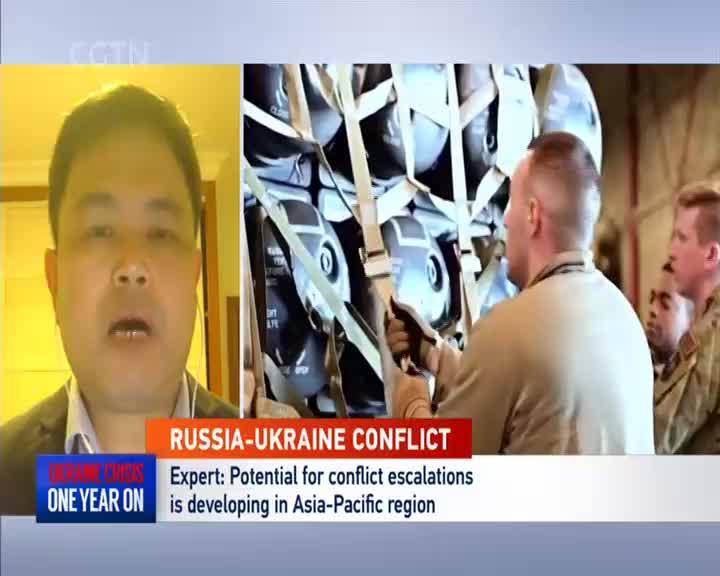 CGTN
RUSSIA-UKRAINE CONFLICT
UKRAINE CRISIS
ONE YEAR ON
Expert: Potential for conflict escalations
is developing in Asia-Pacific region